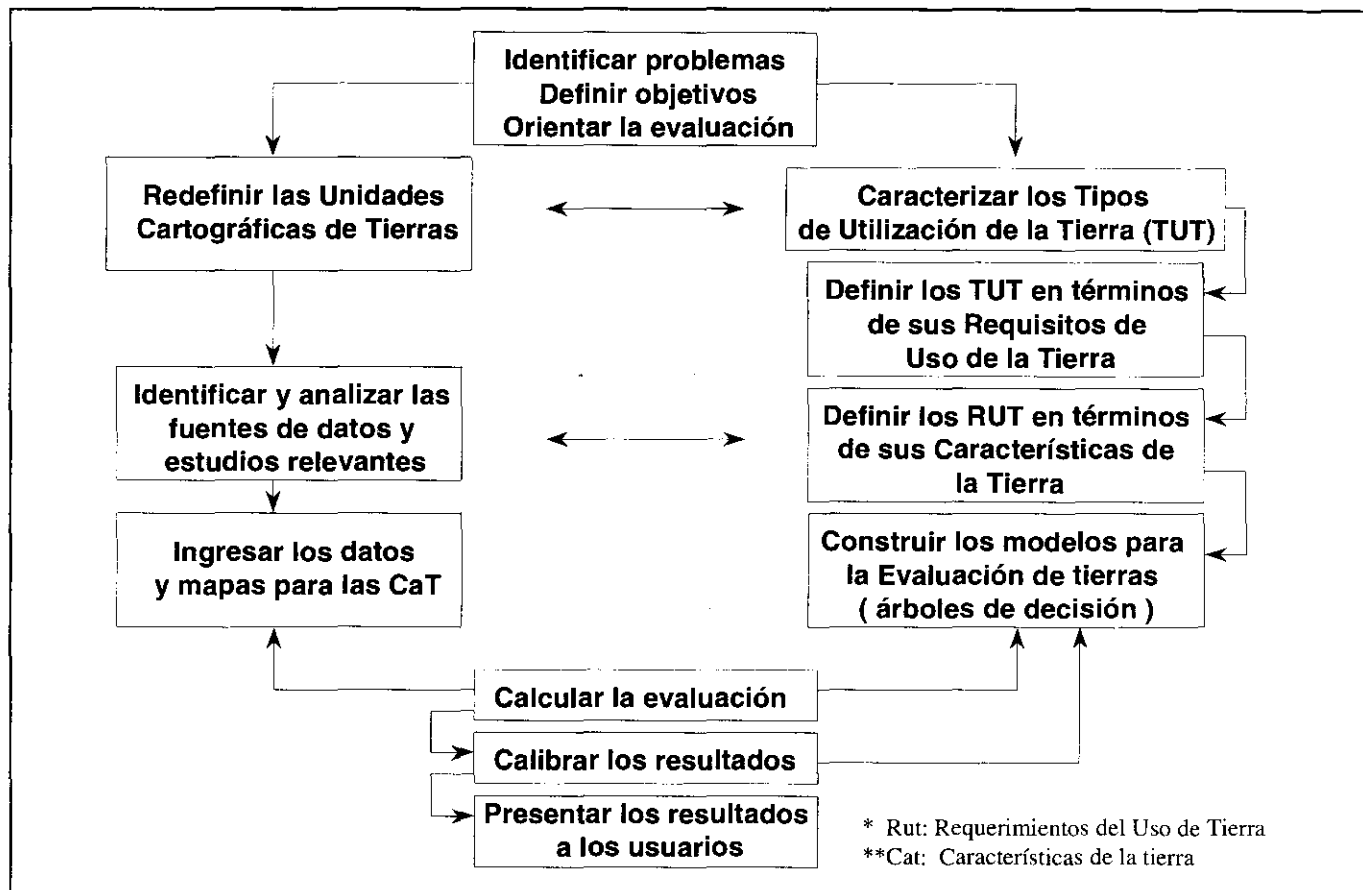 Identificar problemas
Definir objetivos
Orientar la evaluación
Redefinir las Unidades
Cartográficas de Tierras
Caracterizar los Tipos
de Utilización de la Tierra (TUT)
Definir los TUT en términos
de sus Requisitos de
Uso de la Tierra
Identificar y analizar las
fuentes de datos y
estudios relevantes
Definir los RUT en términos
de sus Características de
la Tierra
Ingresar los datos
y mapas para las CaT
Construir los modelos para
la Evaluación de tierras
( árboles de decisión )
Calcular la evaluación
Calibrar los resultados
Presentar los resultados
a los usuarios
* Rut: Requerimientos del Uso de Tierra
**Cat: Características de la tierra